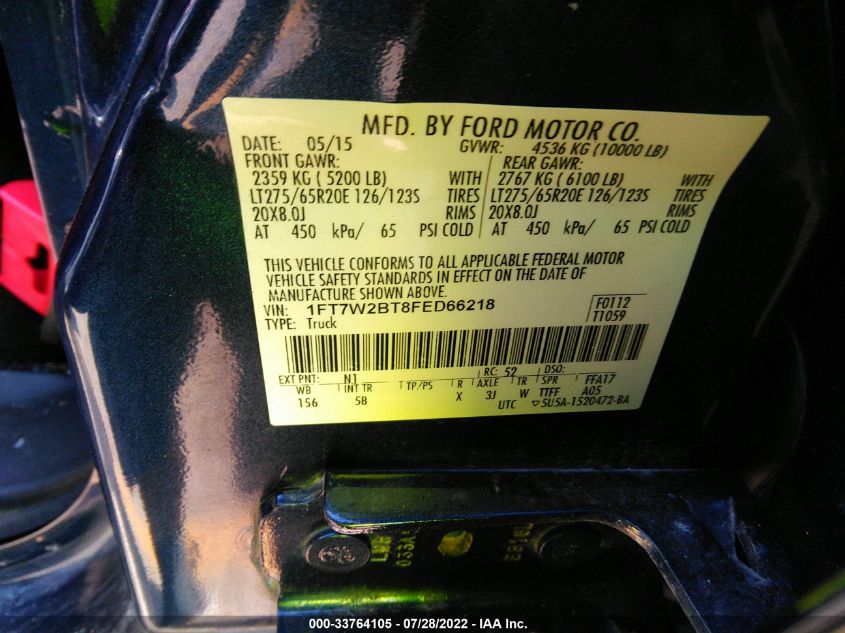 MFD. BY FORD MOTOR CO.
DATE: 05/15 GVWR: 4536 KG (10000 LB)
FRONT GAWR: REAR GAWR:
2359 KG ( 5200 LB) WITH 2767 KG ( 6100 LB) WITH
LT275/65R20E 126/123S TIRES LT275/65R20E 126/123S TIRES
20X8.0J RIMS 20X8.0J RIMS
AT 450 kPa/ 65 PSI COLD AT 450 kPa/ 65 PSI COLD
THIS VEHICLE CONFORMS TO ALL APPLICABLE FEDERAL MOTOR
VEHICLE SAFETY STANDARDS IN EFFECT ON THE DATE OF
MANUFACTURE SHOWN ABOVE.
VIN: 1FT7W2BT8FED66218 F0112
TYPE: Truck T1059
EXT PNT: N1 RC: 52 DSO:
WB INT TR TP/PS R AXLE TR SPR FFA17
156 5B X 3J W TTFF A05
UTC ▽5U5A-1520472-BA
000-33764105 - 07/28/2022 - IAA Inc.